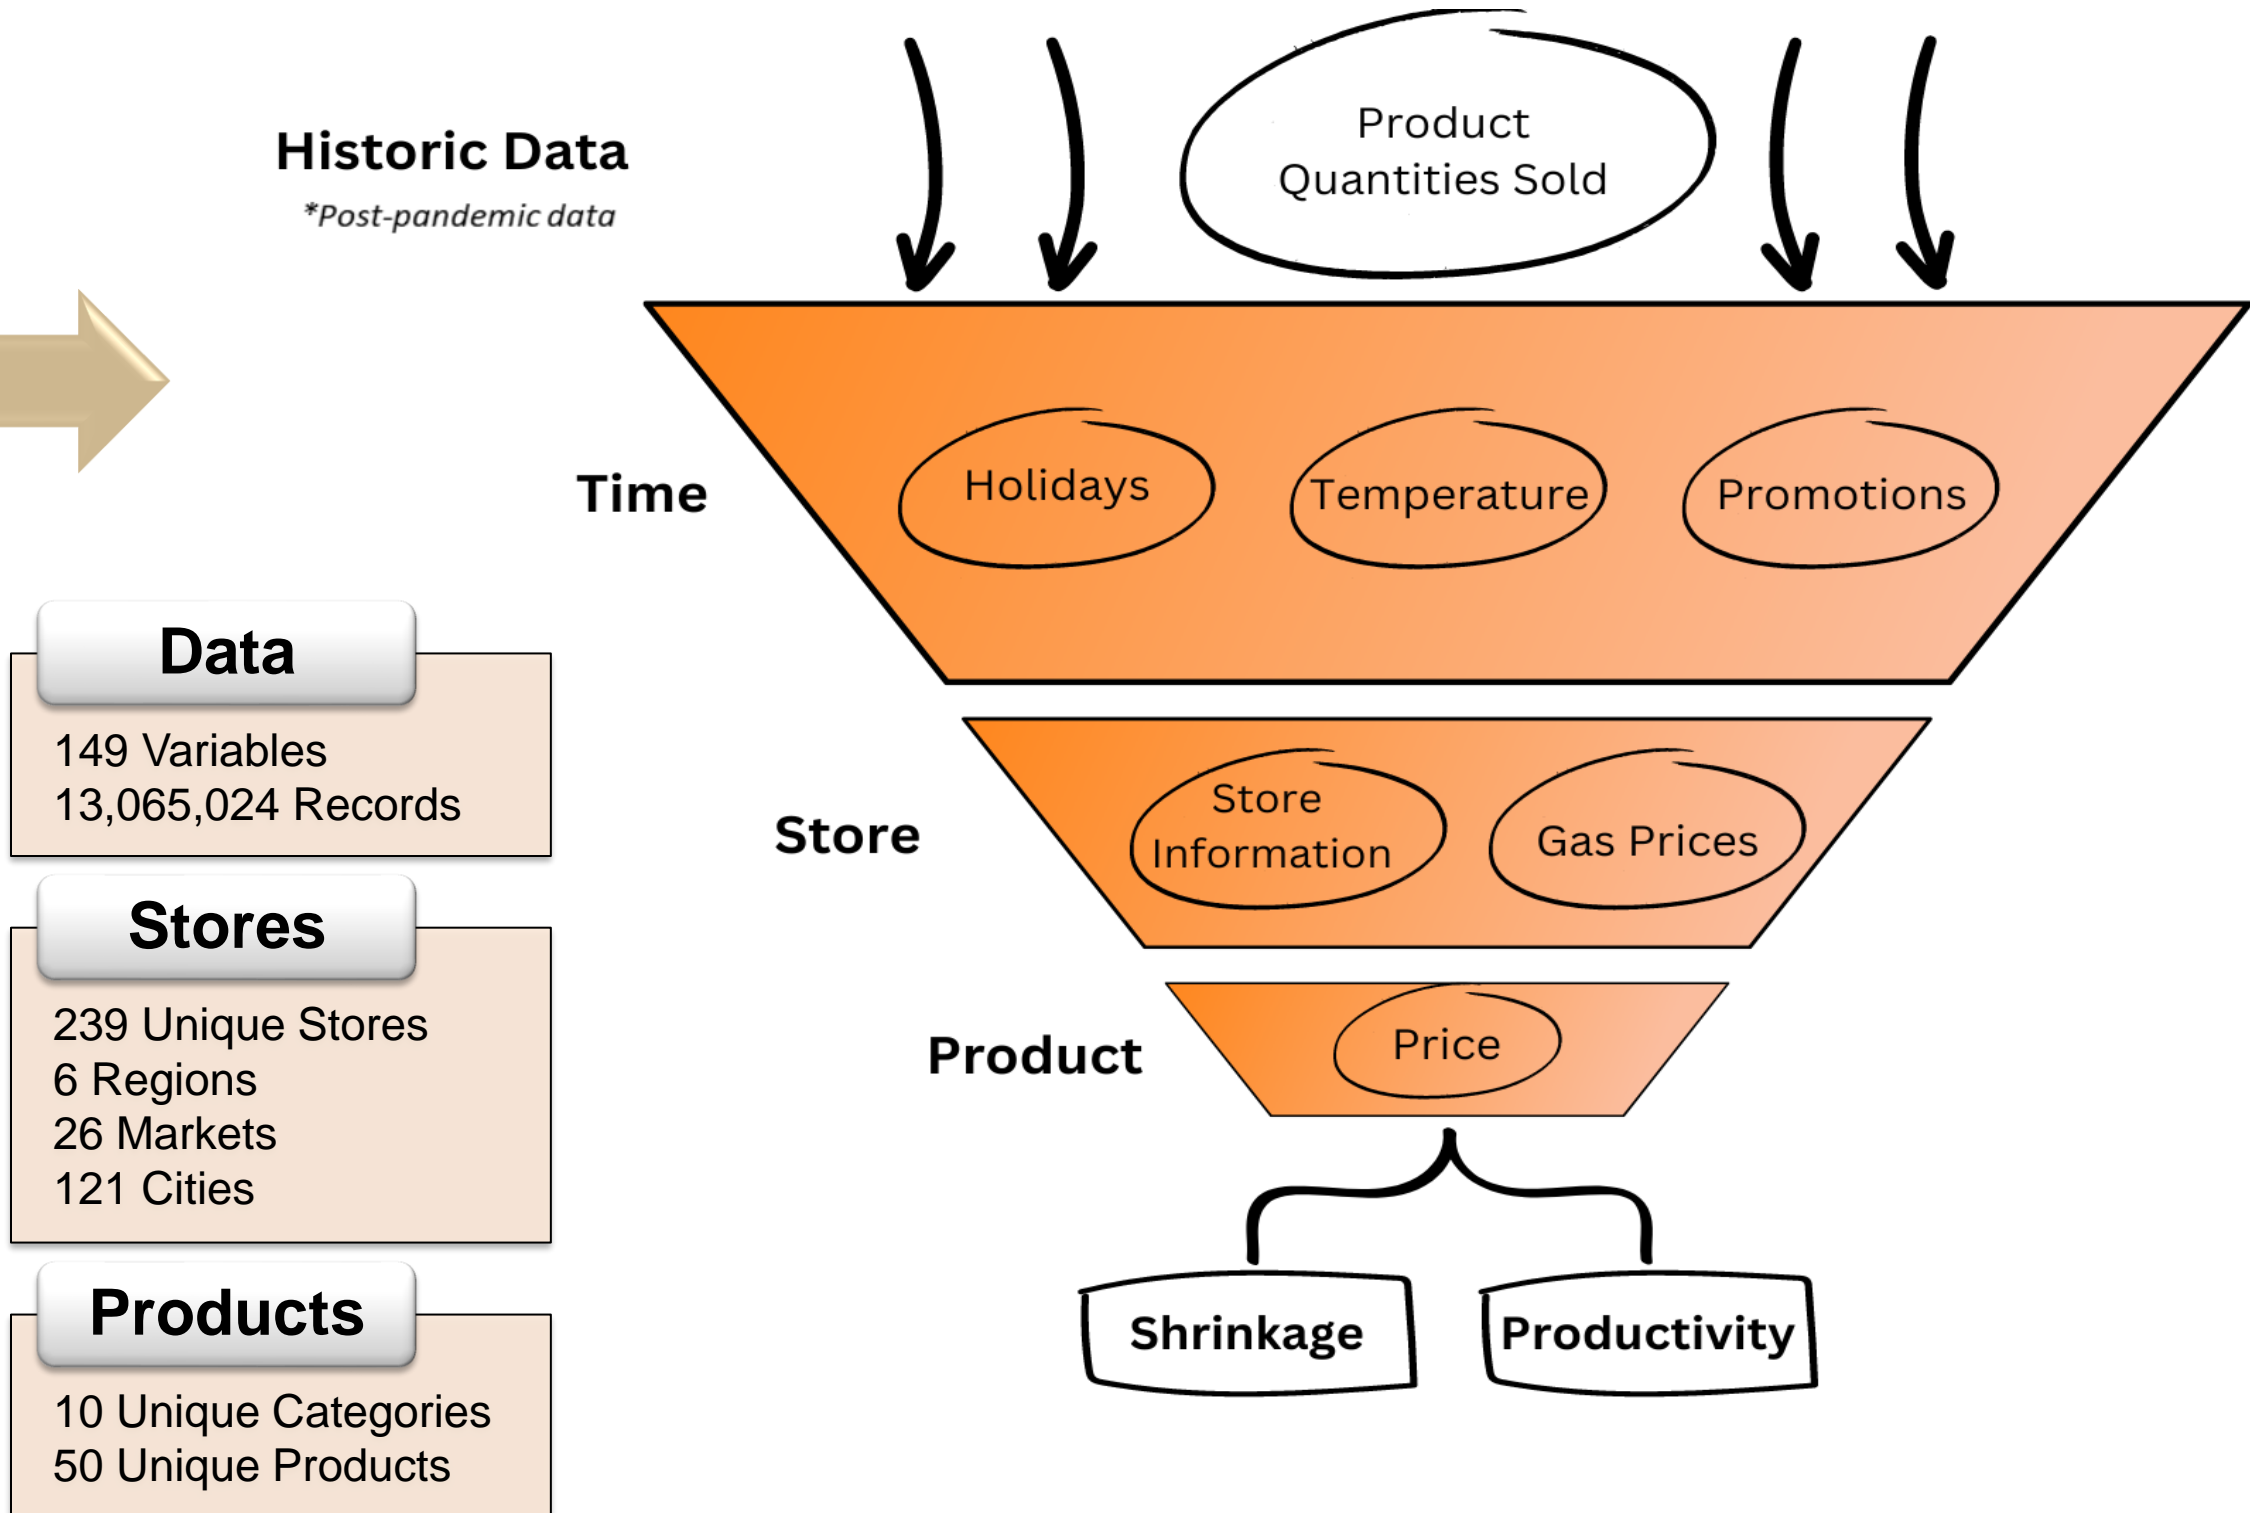 Historic Data
*Post-pandemic data
Product
Quantities Sold
Time
Holidays
Temperature
Promotions
Store
Store
Information
Gas Prices
Product
Price
Shrinkage
Productivity
Data
149 Variables
13,065,024 Records
Stores
239 Unique Stores
6 Regions
26 Markets
121 Cities
Products
10 Unique Categories
50 Unique Products